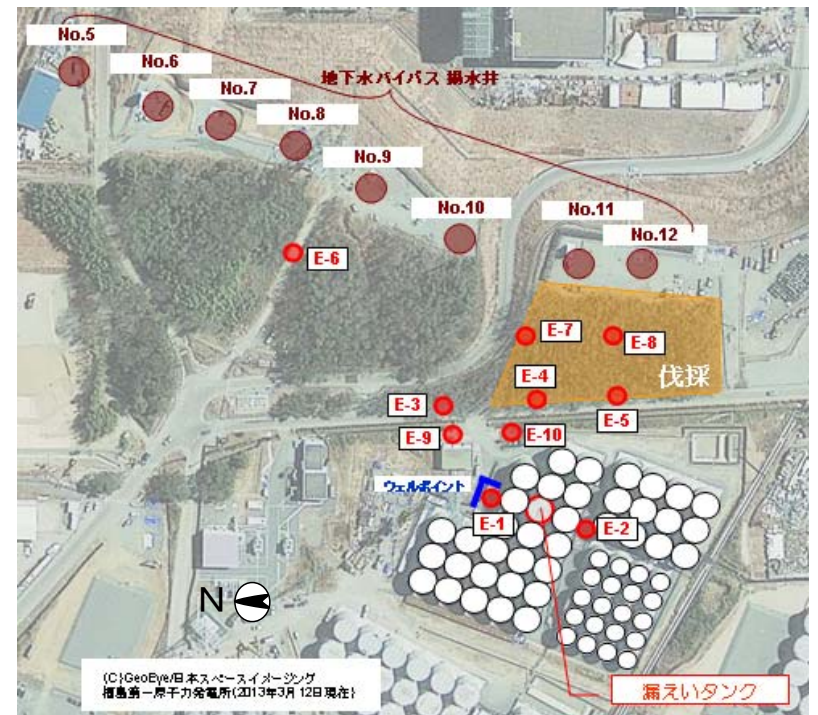 No.5
No.6
No.7
No.8
地下水バイパス 揚水井
No.9
No.10
No.11
No.12
E-6
E-7
E-8
伐採
E-4
E-5
E-3
E-9
E-10
ウェルポイント
E-1
E-2
N
(C)GeoEye/日本スペースイメージング
福島第一原子力発電所(2013年3月12日現在)
漏えいタンク